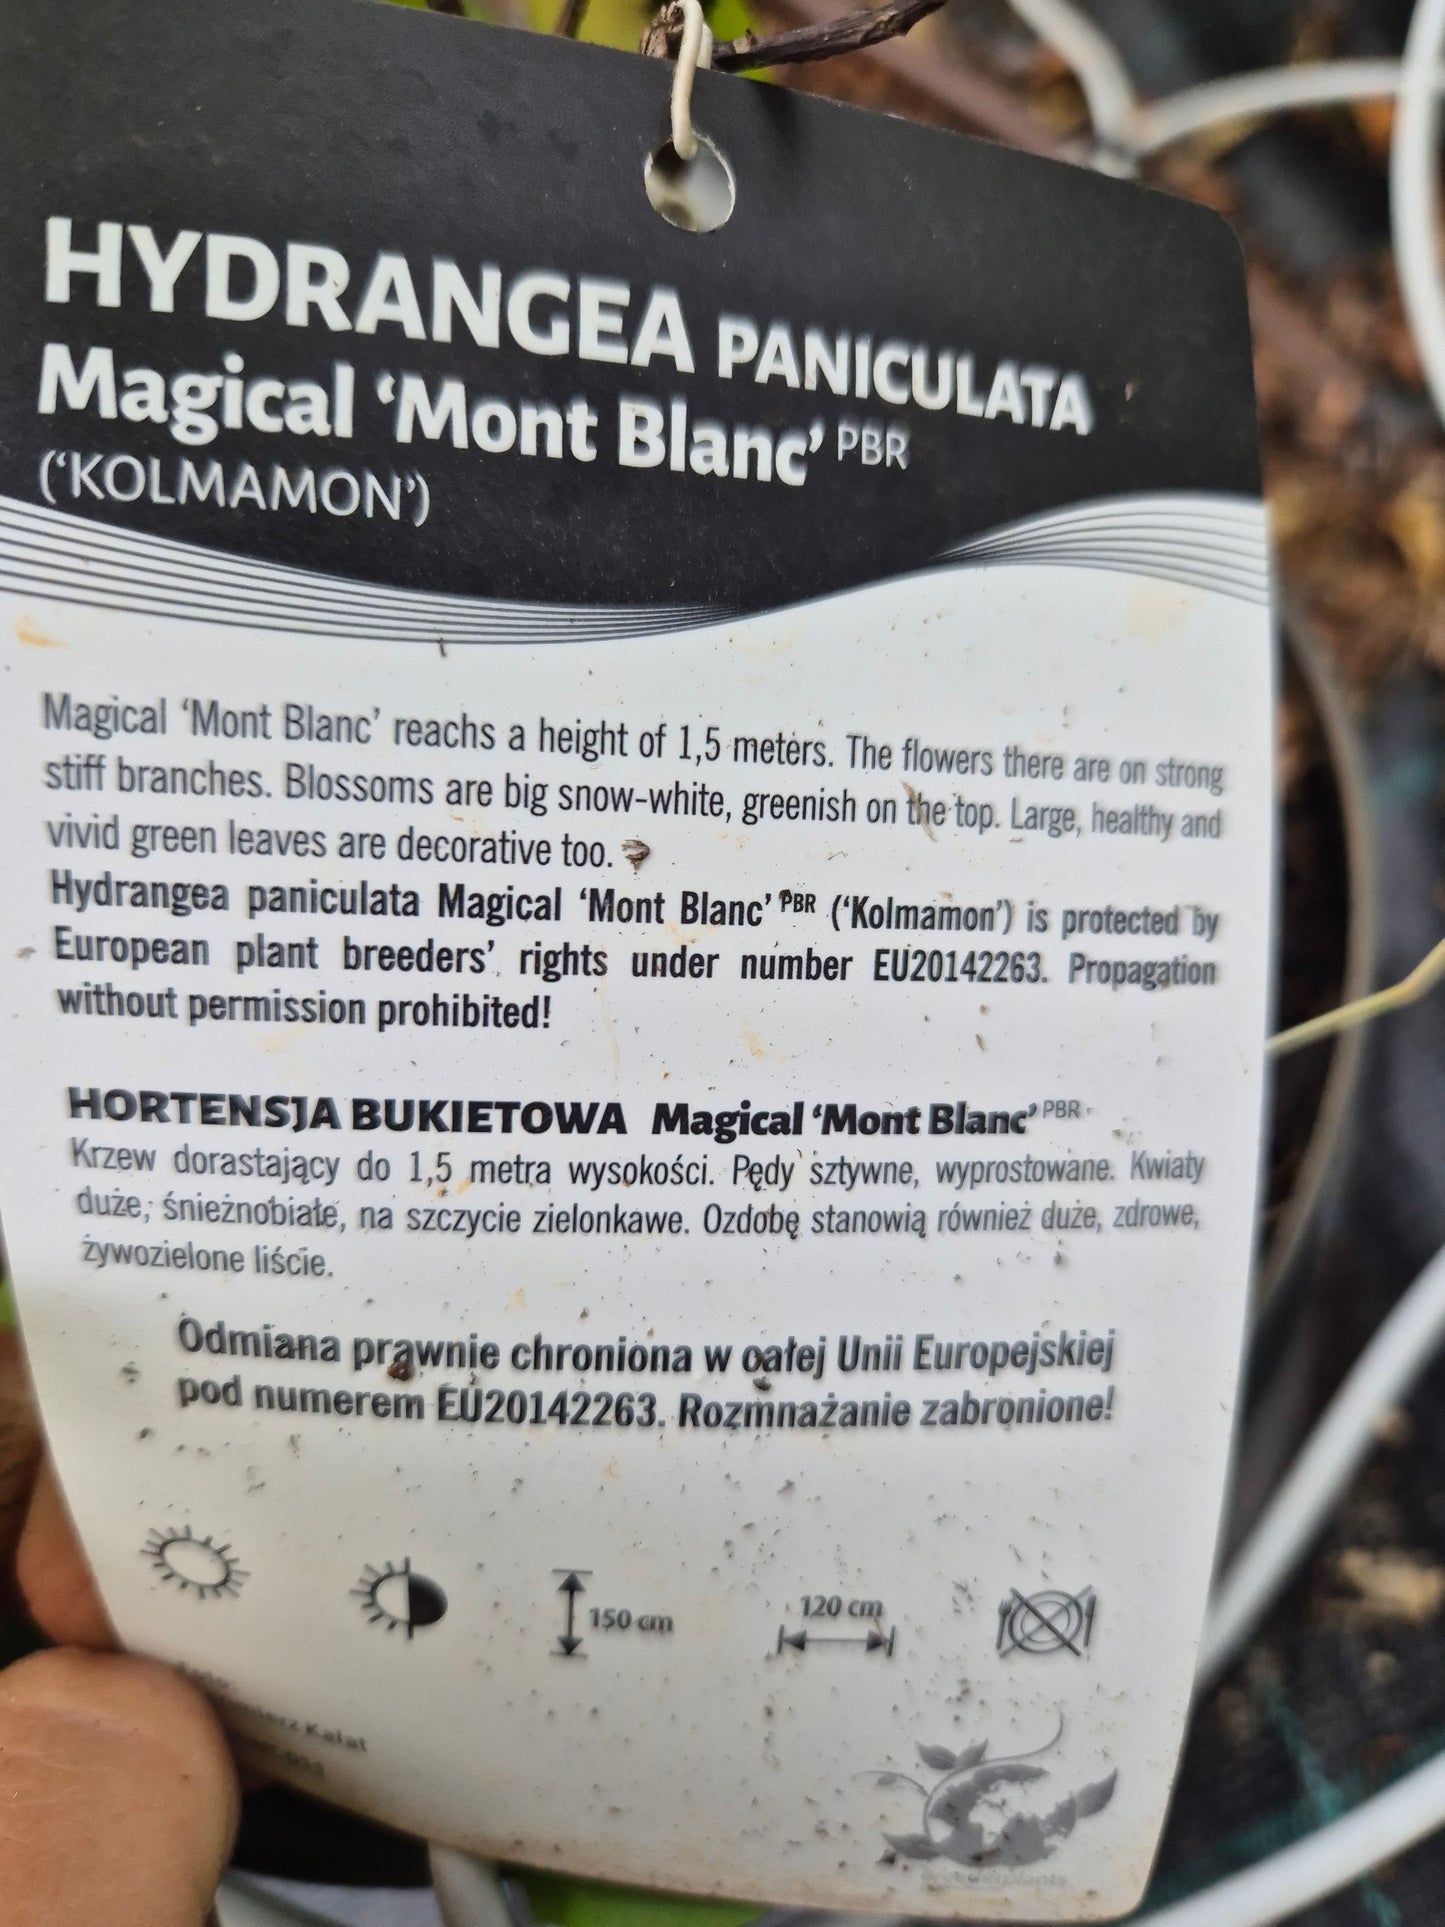 HYDRANGEA PANICULATA
Magical ‘Mont Blanc’ PBR
(‘KOLMAMON’)
Magical ‘Mont Blanc’ reachs a height of 1,5 meters. The flowers there are on strong
stiff branches. Blossoms are big snow-white, greenish on the top. Large, healthy and
vivid green leaves are decorative too.
Hydrangea paniculata Magical ‘Mont Blanc’ PBR (‘Kolmamon’) is protected by
European plant breeders’ rights under number EU20142263. Propagation
without permission prohibited!
HORTENSJA BUKIETOWA Magical ‘Mont Blanc’ PBR
Krzew dorastający do 1,5 metra wysokości. Pędy sztywne, wyprostowane. Kwiaty
duże, śnieżnobiałe, na szczycie zielonkawe. Ozdobę stanowią również duże, zdrowe,
żywozielone liście.
Odmiana prawnie chroniona w całej Unii Europejskiej
pod numerem EU20142263. Rozmnażanie zabronione!
150 cm
120 cm